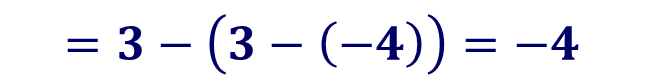 = 3 − (3 − (−4)) = −4